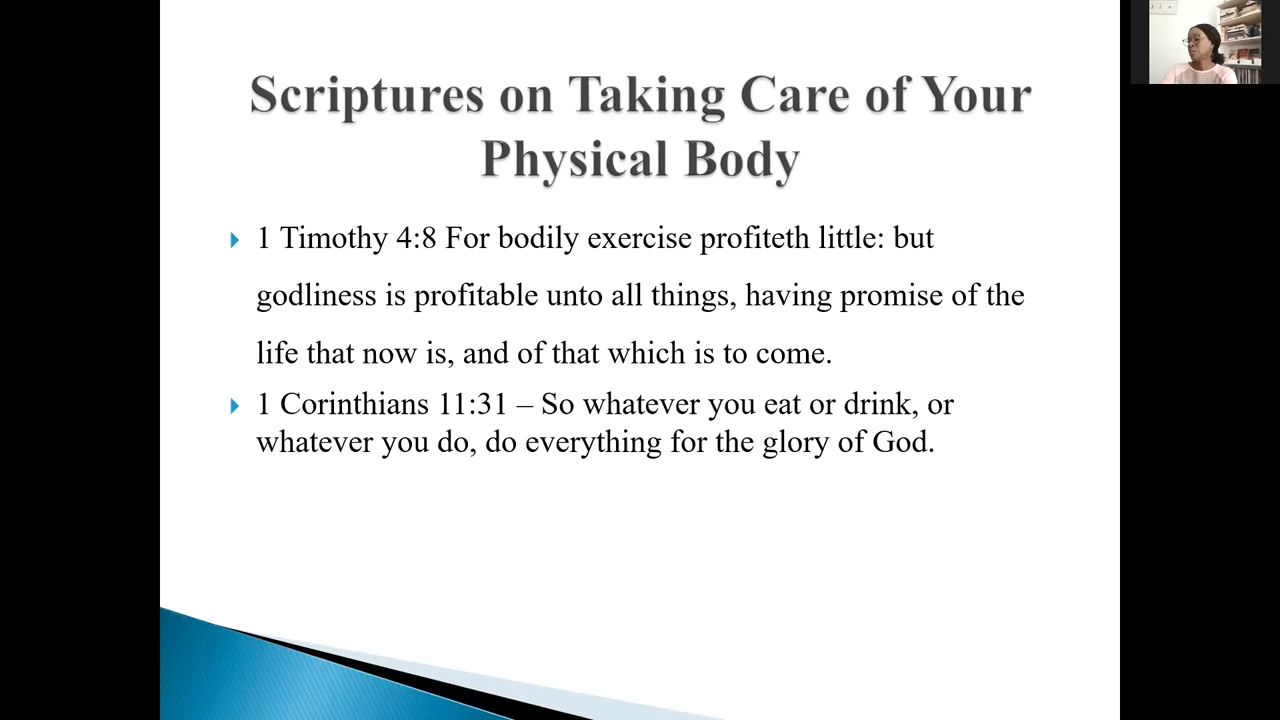 Scriptures on Taking Care of Your
Physical Body
1 Timothy 4:8 For bodily exercise profiteth little: but
godliness is profitable unto all things, having promise of the
life that now is, and of that which is to come.
1 Corinthians 11:31 – So whatever you eat or drink, or
whatever you do, do everything for the glory of God.